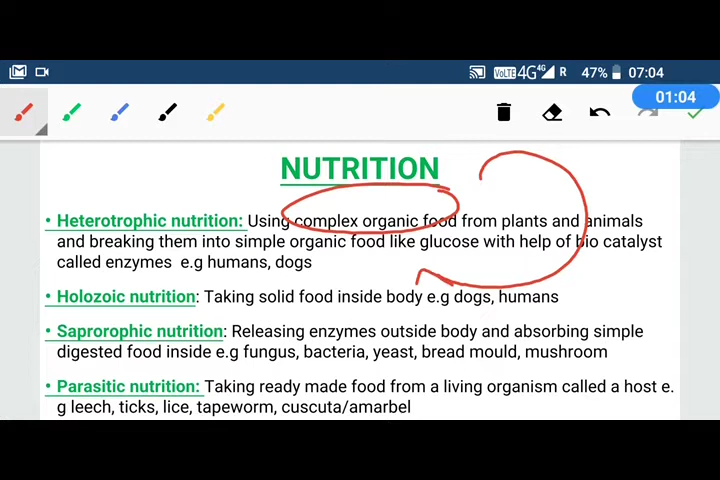 VoLTE 4G 4G R 47% 07:04
01:04
NUTRITION
• Heterotrophic nutrition: Using complex organic food from plants and animals
and breaking them into simple organic food like glucose with help of bio catalyst
called enzymes e.g humans, dogs
• Holozoic nutrition: Taking solid food inside body e.g dogs, humans
• Saprorophic nutrition: Releasing enzymes outside body and absorbing simple
digested food inside e.g fungus, bacteria, yeast, bread mould, mushroom
• Parasitic nutrition: Taking ready made food from a living organism called a host e.
g leech, ticks, lice, tapeworm, cuscuta/amarbel